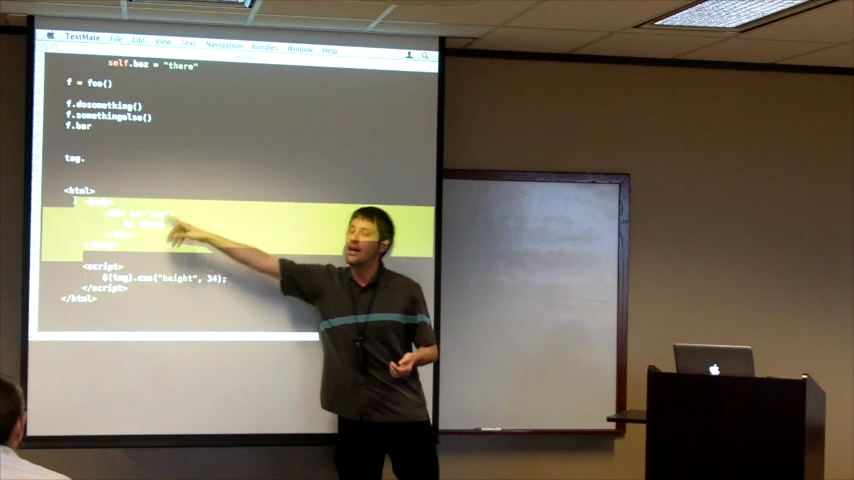 TextMate File Edit View Text Navigation Bundles Window Help
self.baz = "there"
f = foo()
f.dosomething()
f.somethingelse()
f.bar
tag.
<html>
<body>
<script>
$(tag).css("height", 34);
</script>
</html>